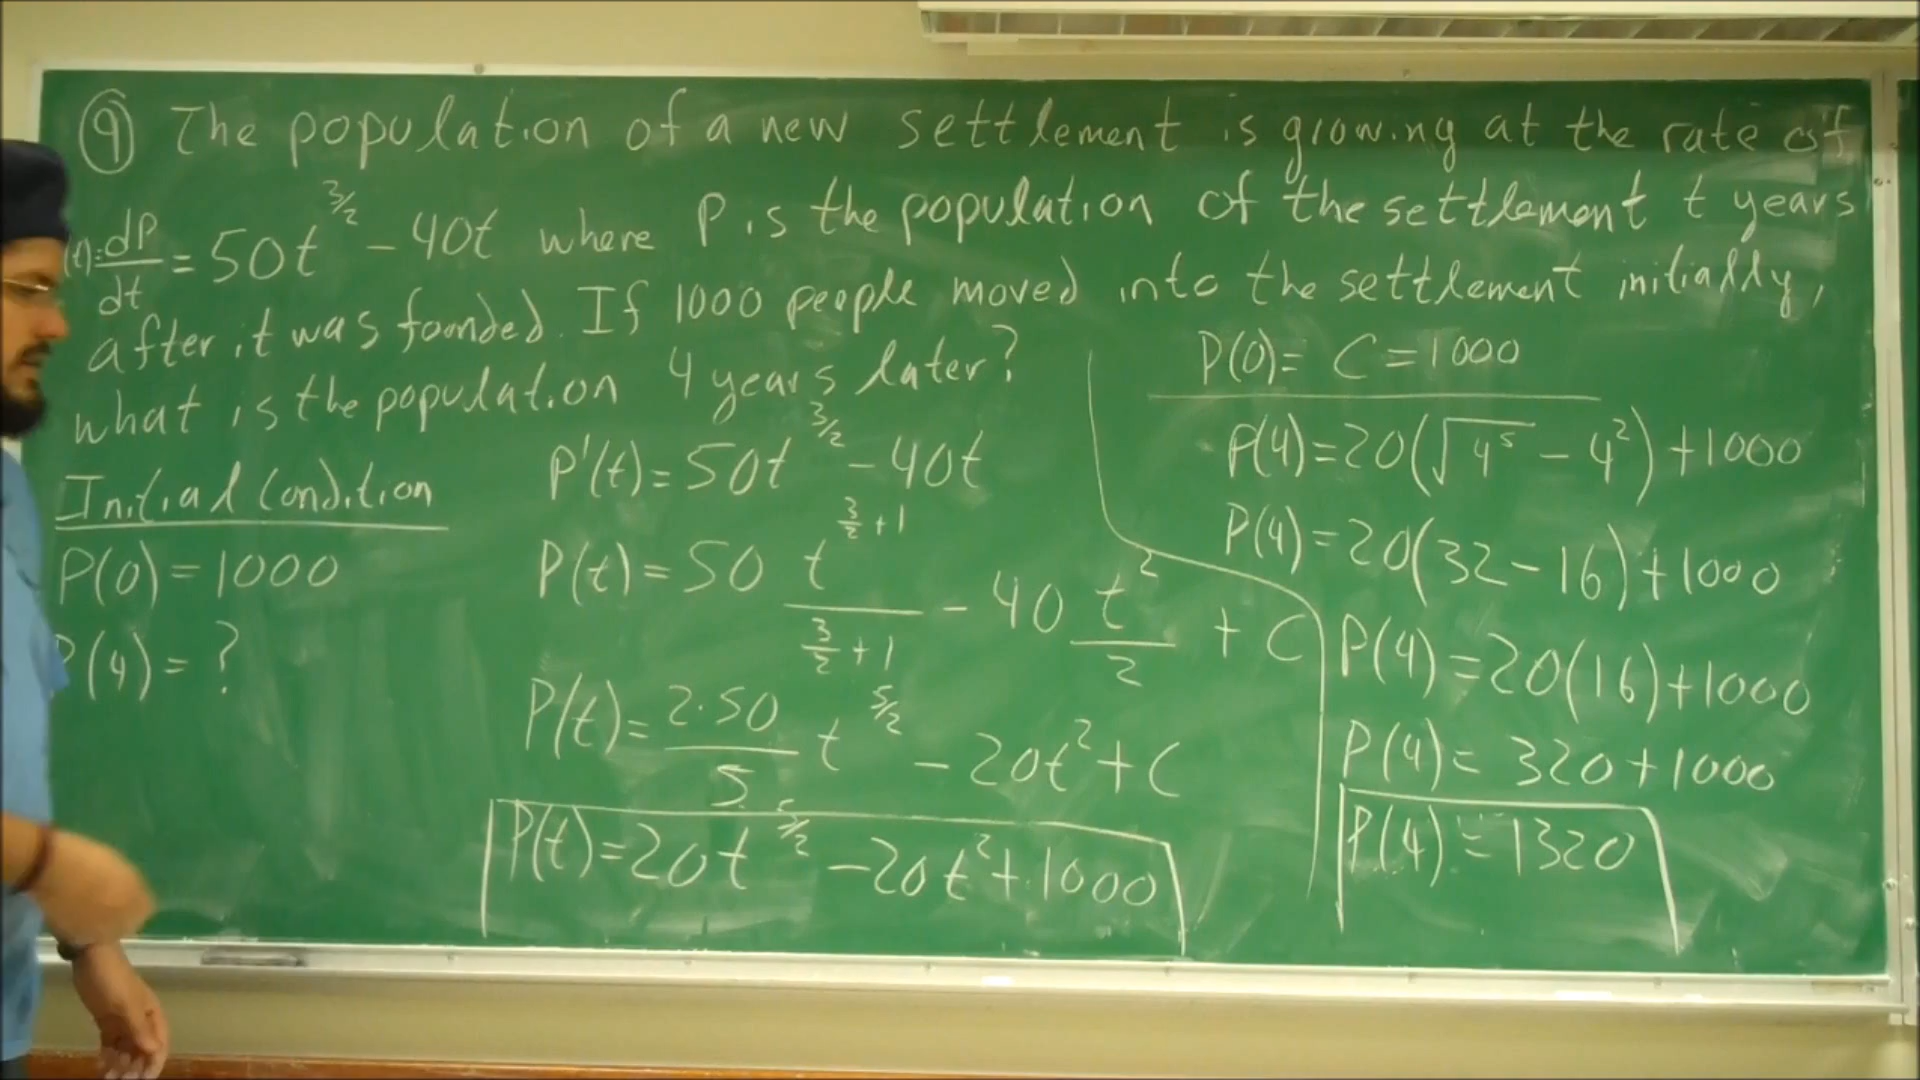 ⑨ The population of a new settlement is growing at the rate of
(t)= dP/dt = 50t^(3/2) - 40t where P is the population of the settlement t years
after it was founded. If 1000 people moved into the settlement initially,
what is the population 4 years later?
Initial Condition
P(0) = 1000
P(4) = ?
P'(t) = 50t^(3/2) - 40t
P(t) = 50 t^(3/2 + 1)/(3/2 + 1) - 40 t²/2 + C
P(t) = 2·50/5 t^(5/2) - 20t² + C
P(t) = 20t^(5/2) - 20t² + 1000
P(0) = C = 1000
P(4) = 20(√4⁵ - 4²) + 1000
P(4) = 20(32 - 16) + 1000
P(4) = 20(16) + 1000
P(4) = 320 + 1000
P(4) = 1320